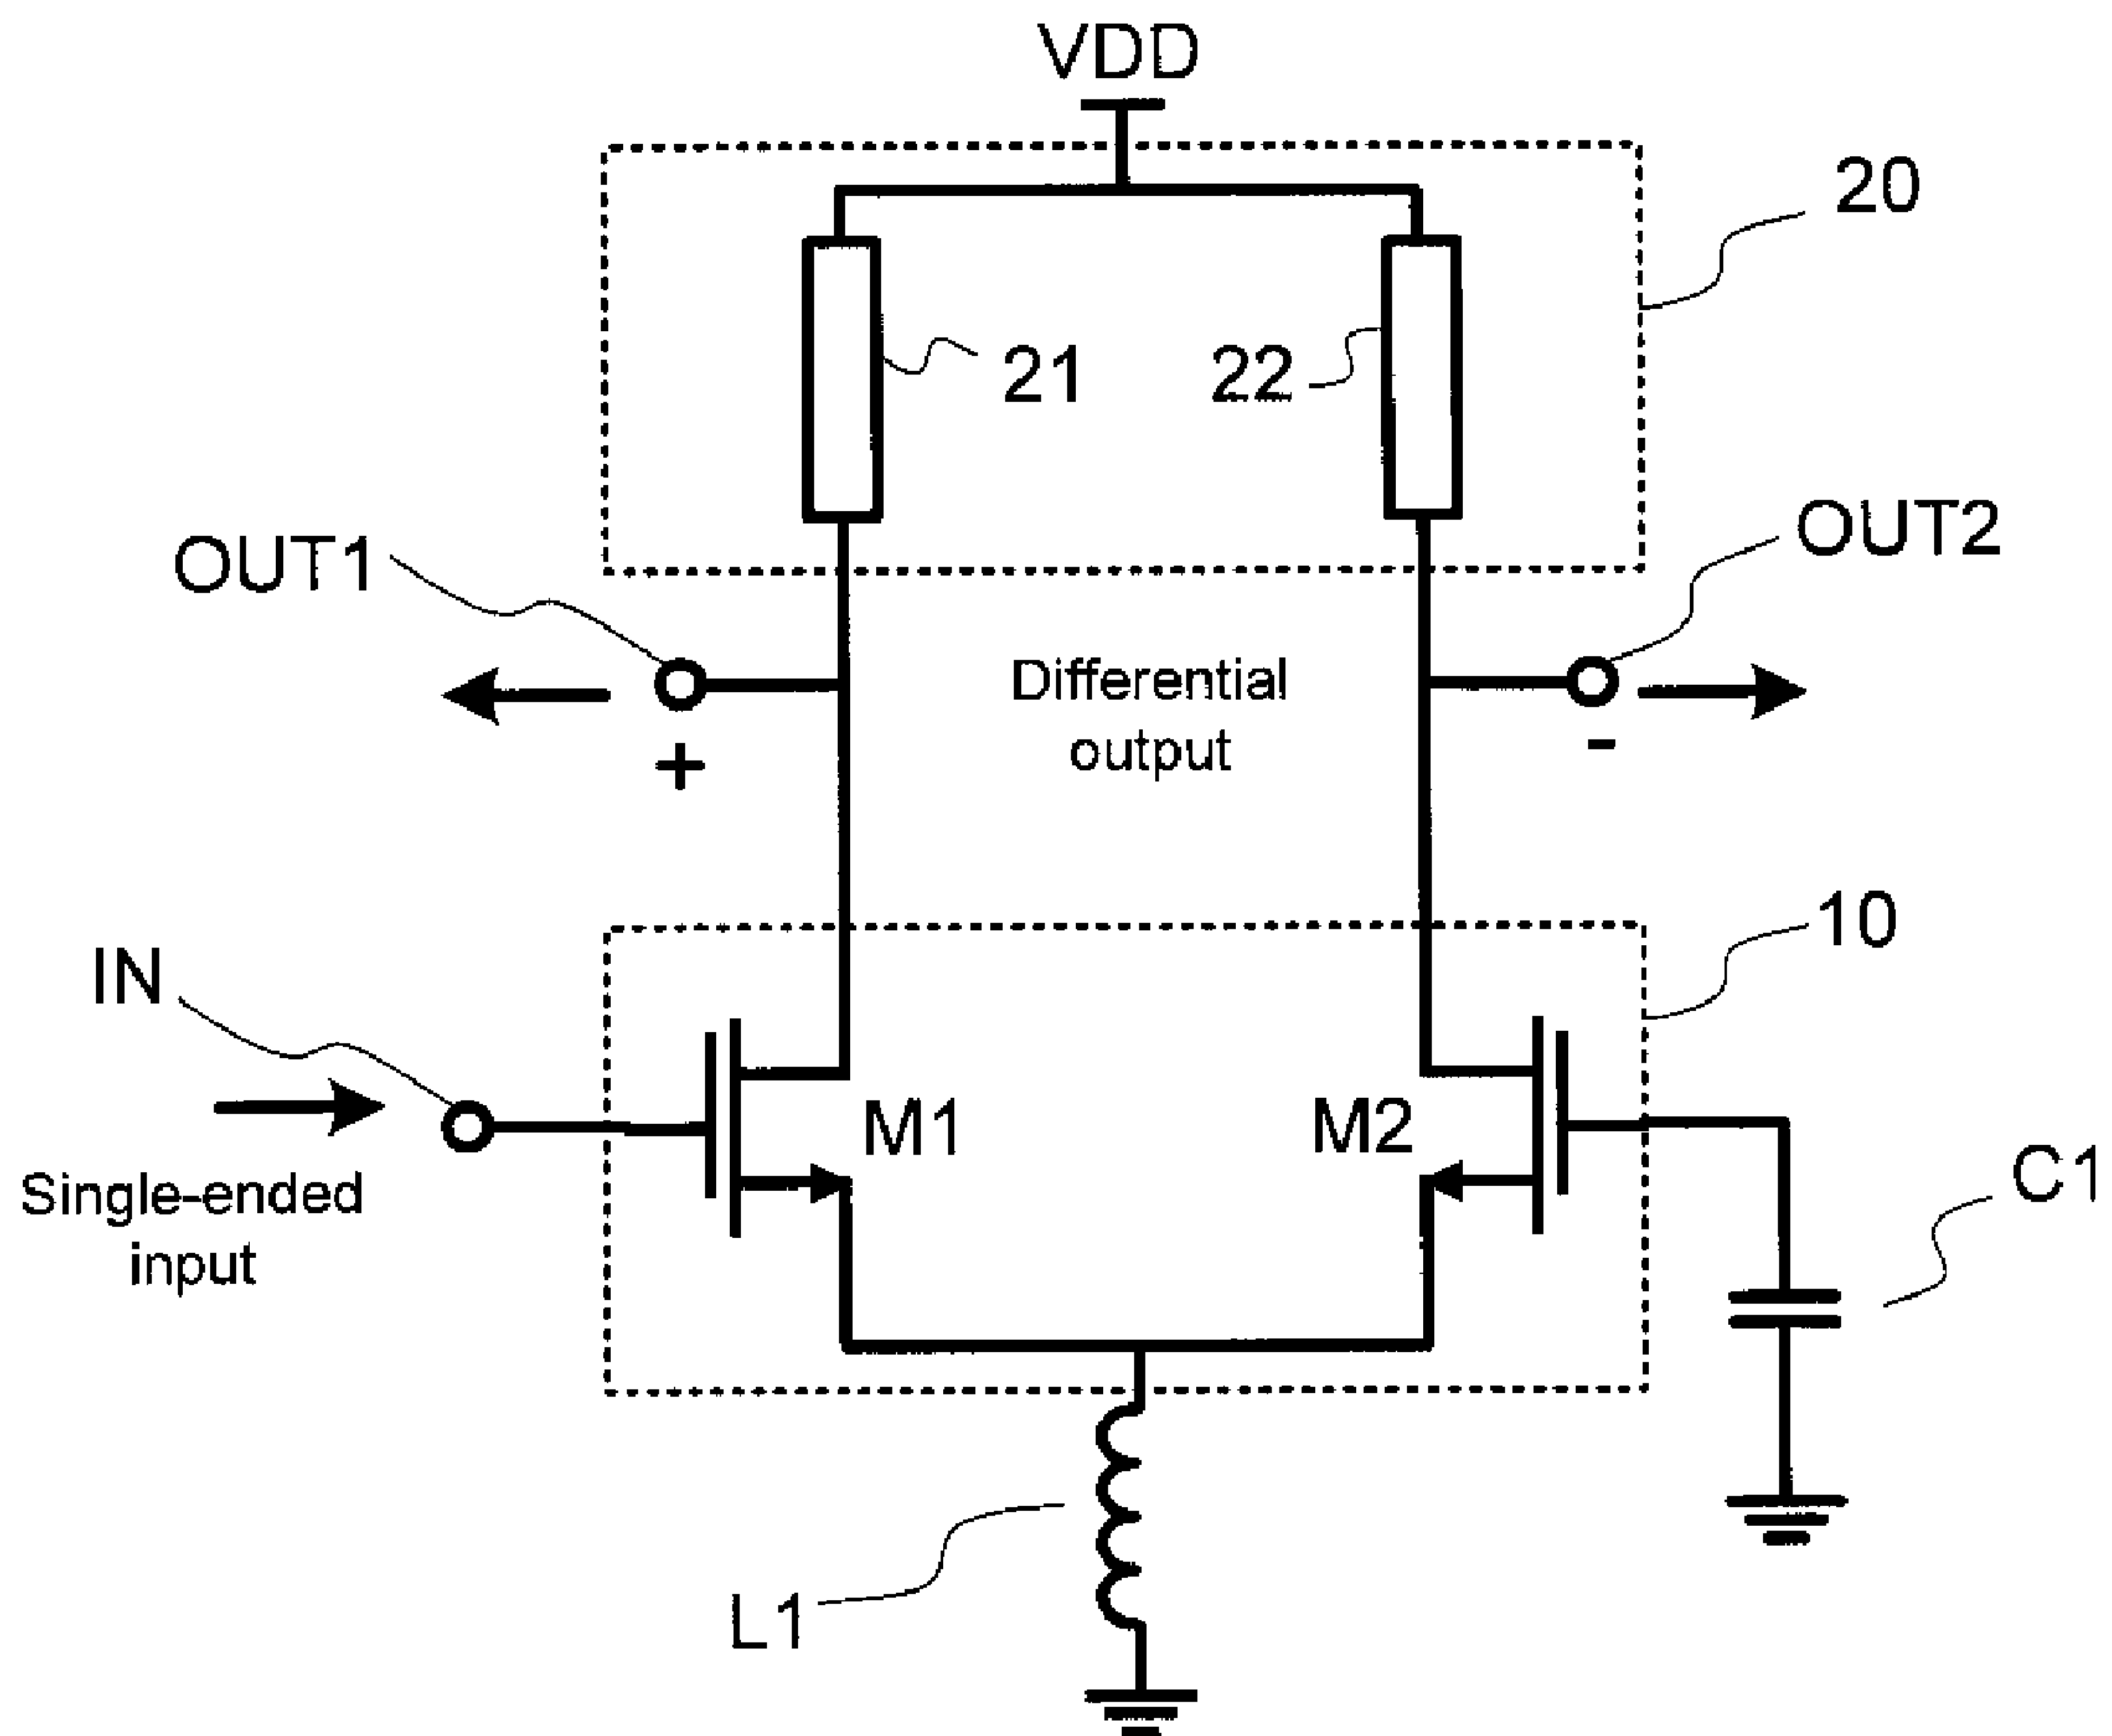 VDD
20
21
22
OUT1
OUT2
Differential
output
+
-
10
IN
M1
M2
Single-ended
input
C1
L1